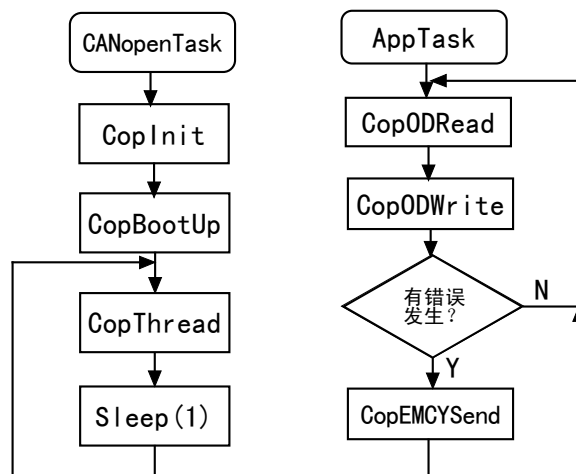 CANopenTask
CopInit
CopBootUp
CopThread
Sleep(1)
AppTask
CopODRead
CopODWrite
有错误
发生？
N
Y
CopEMCYSend